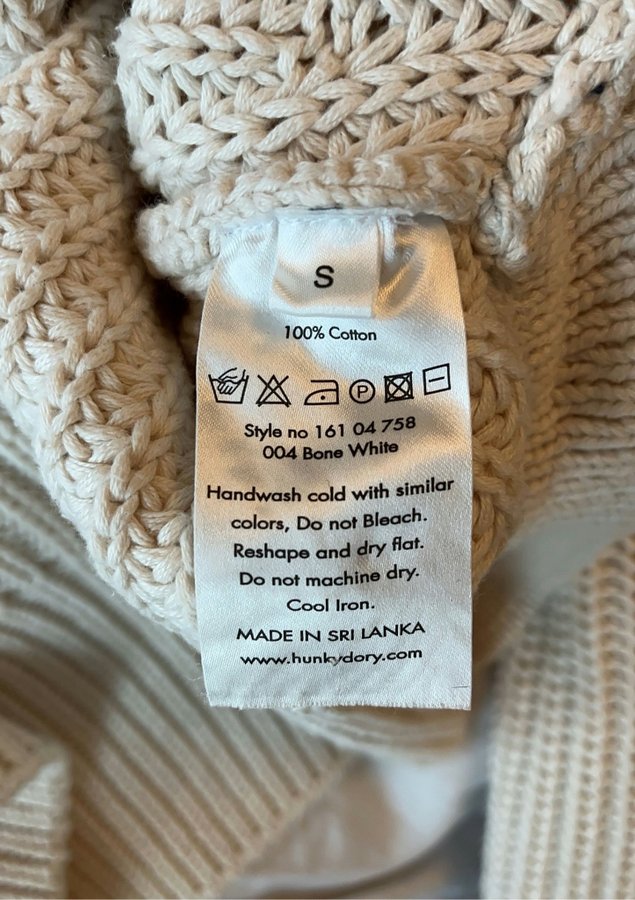 S
100% Cotton
P
Style no 161 04 758
004 Bone White
Handwash cold with similar
colors, Do not Bleach.
Reshape and dry flat.
Do not machine dry.
Cool Iron.
MADE IN SRI LANKA
www.hunkydory.com